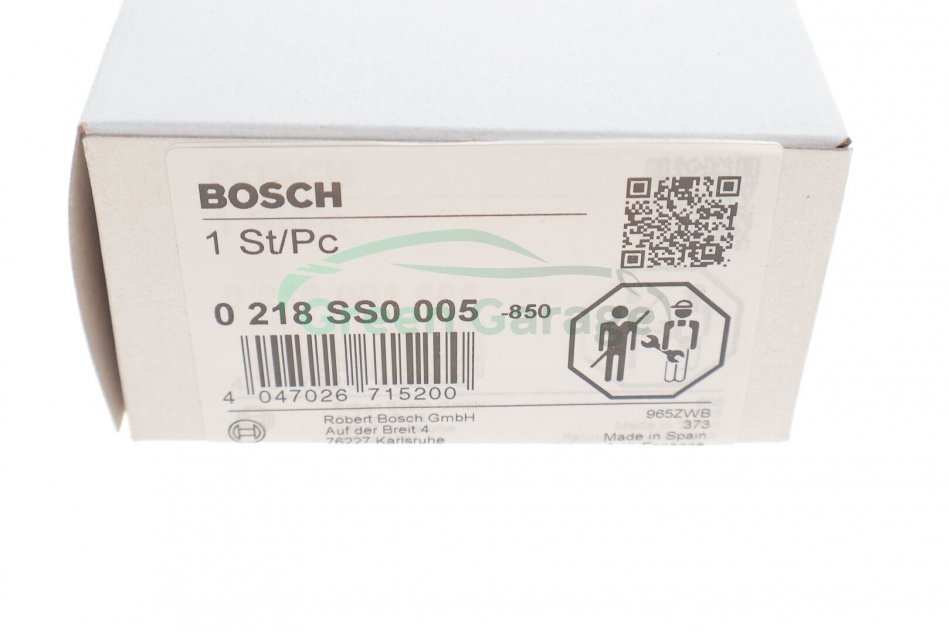 BOSCH
1 St/Pc
0 218 SS0 005 -850
Green Garage
4 047026 715200
Robert Bosch GmbH
Auf der Breit 4
76227 Karlsruhe
965ZWB
373
Made in Spain